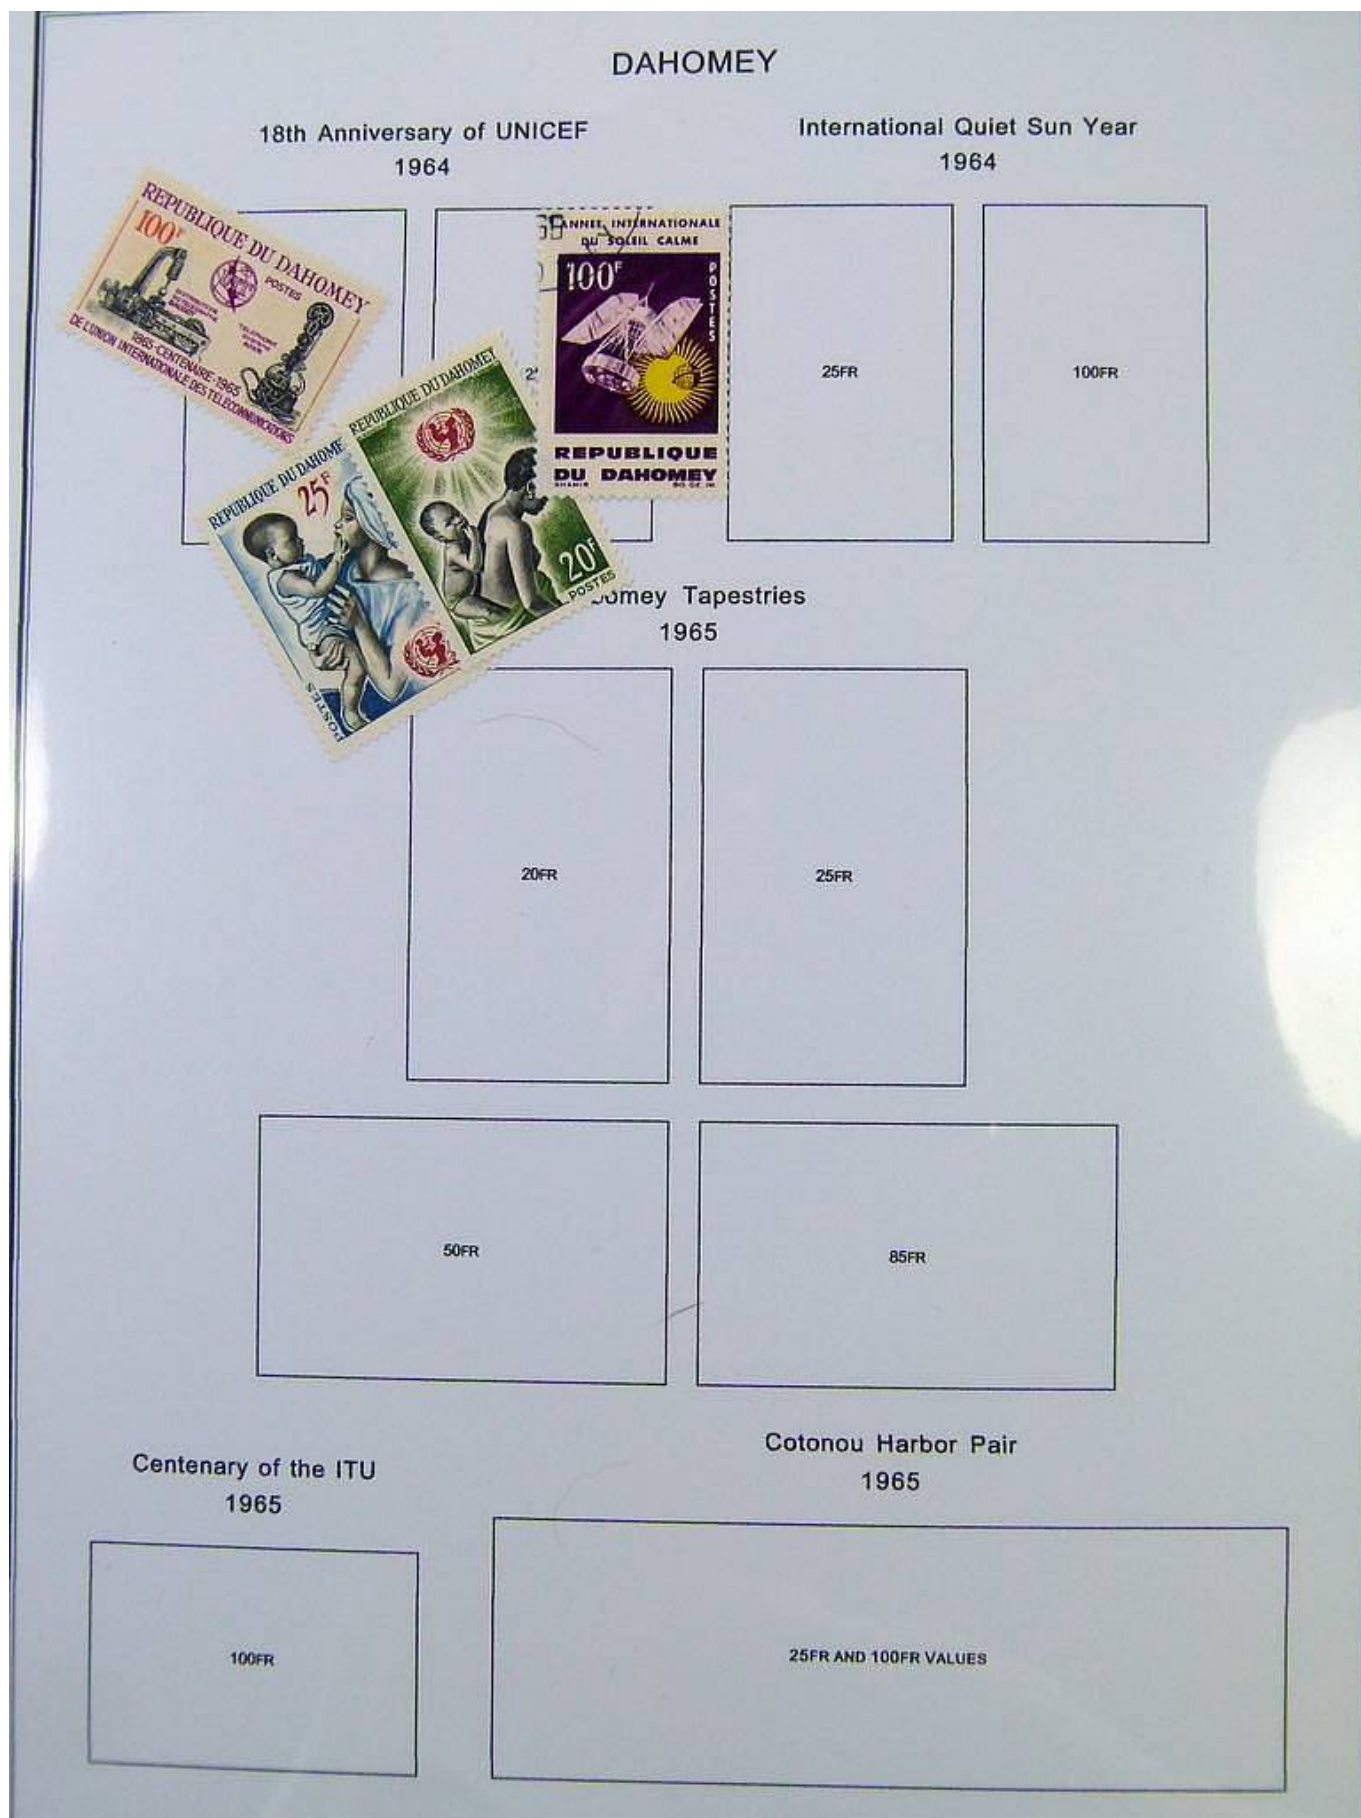 DAHOMEY
18th Anniversary of UNICEF
1964
International Quiet Sun Year
1964
REPUBLIQUE DU DAHOMEY
100F
POSTES
1865-CENTENAIRE-1965
DE L'UNION INTERNATIONALE DES TELECOMMUNICATIONS
ANNEE INTERNATIONALE
DU SOLEIL CALME
100F
POSTES
REPUBLIQUE
DU DAHOMEY
25FR
100FR
REPUBLIQUE DU DAHOMEY
20F
POSTES
REPUBLIQUE DU DAHOME
25F
POSTES
omey Tapestries
1965
20FR
25FR
50FR
85FR
Centenary of the ITU
1965
Cotonou Harbor Pair
1965
100FR
25FR AND 100FR VALUES